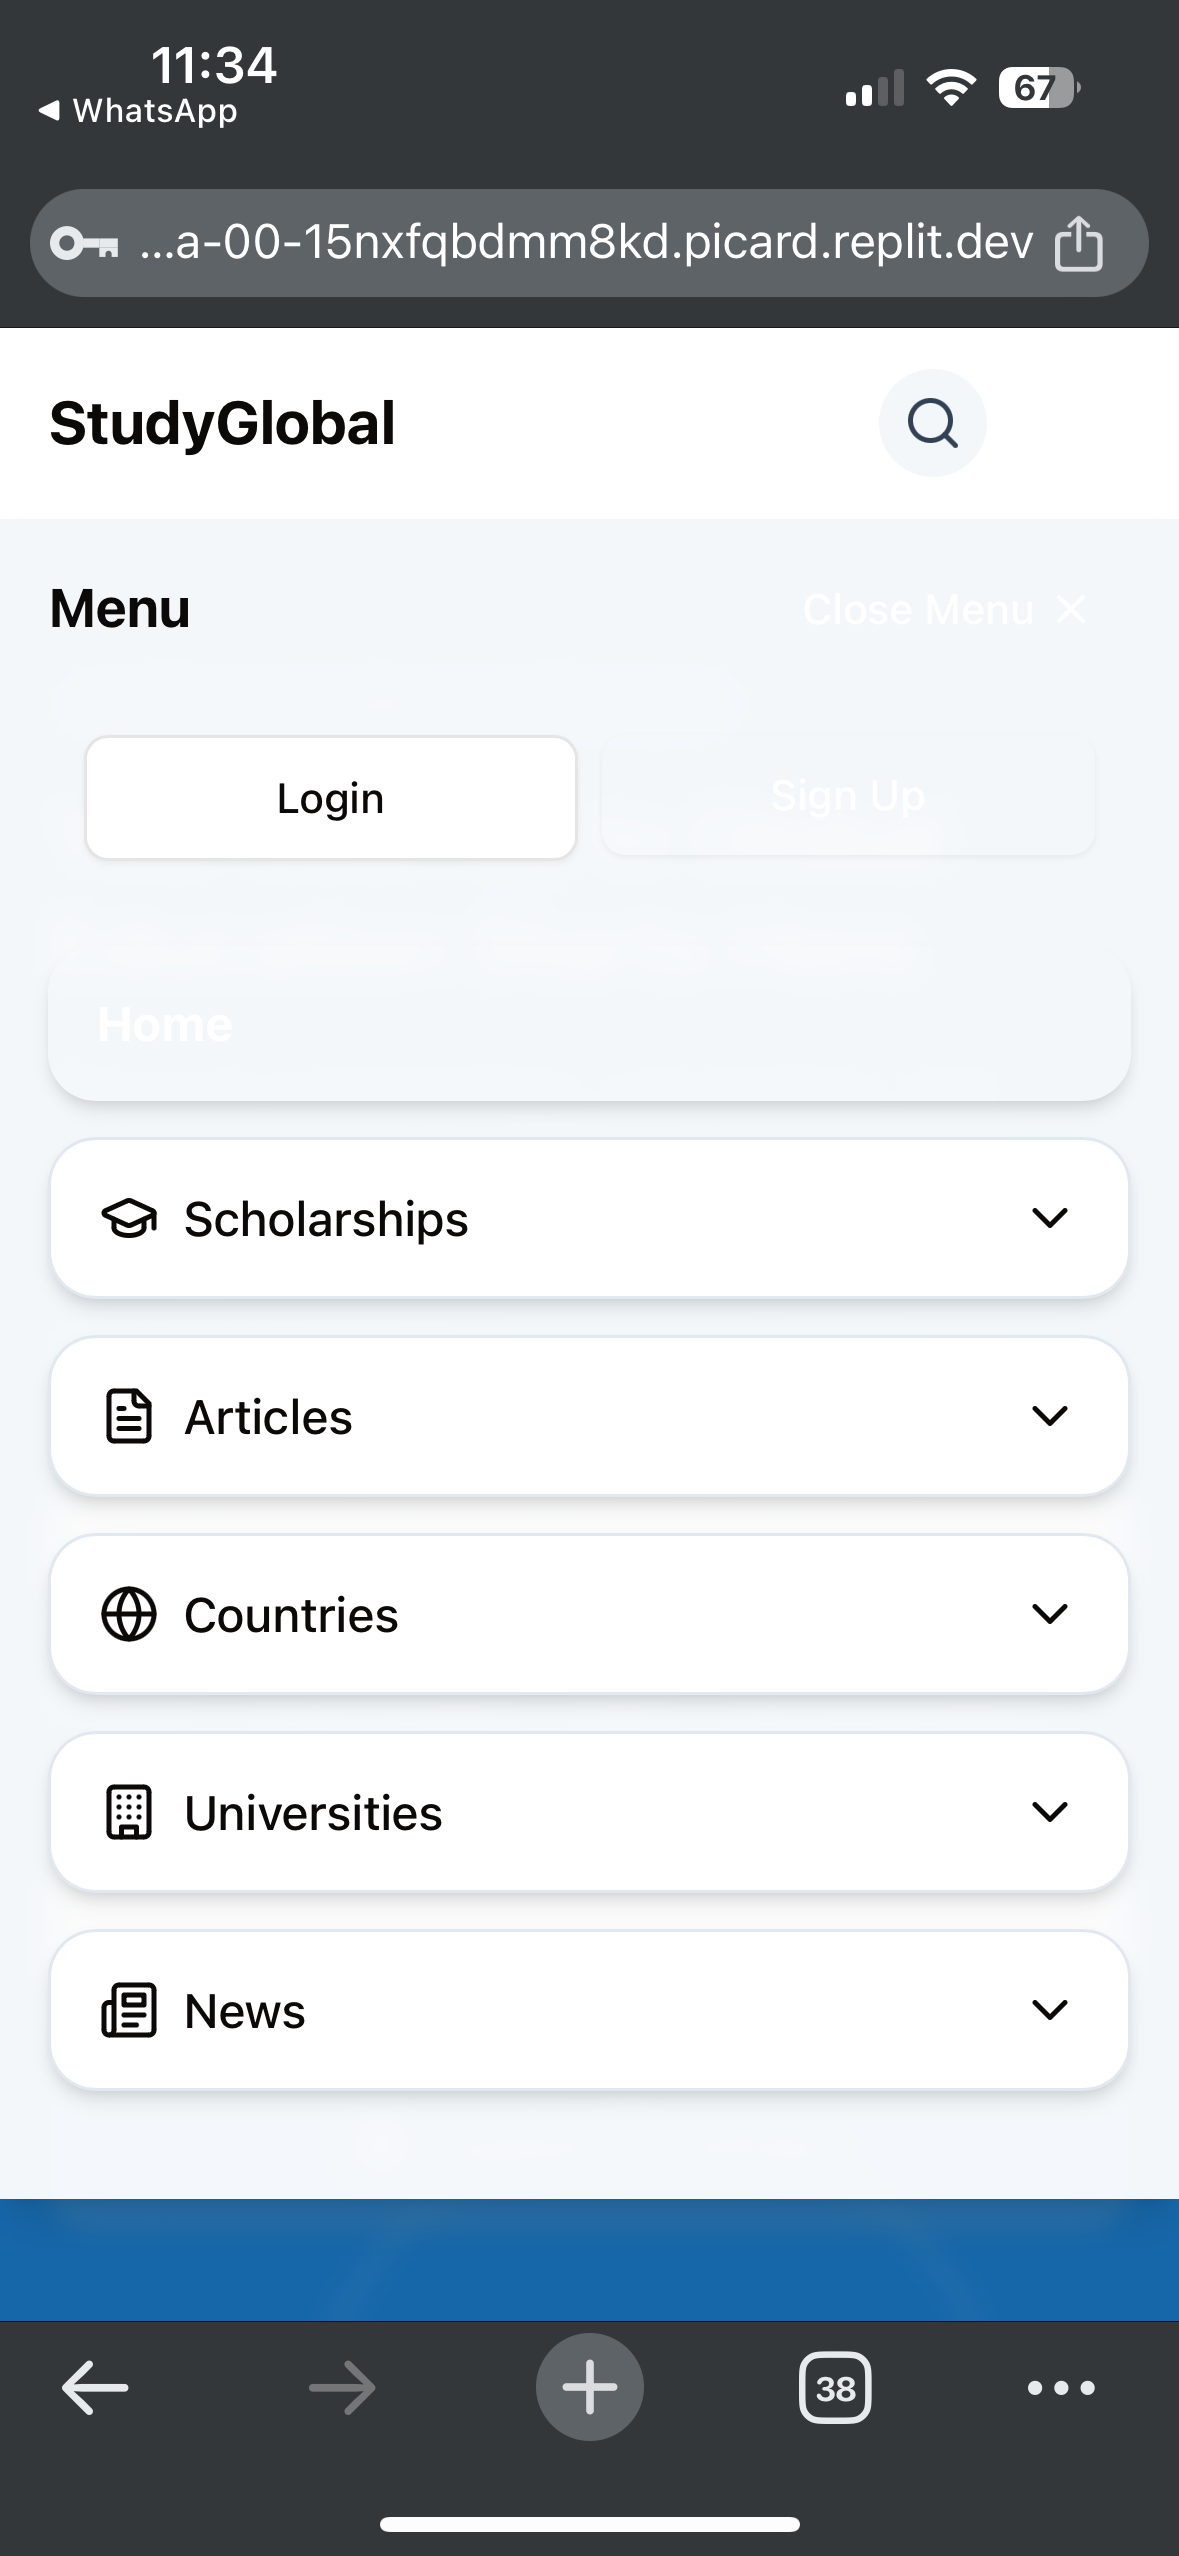 11:34
WhatsApp
67
...a-00-15nxfqbdmm8kd.picard.replit.dev
StudyGlobal
Menu
Close Menu
Login
Sign Up
Home
Scholarships
Articles
Countries
Universities
News
38